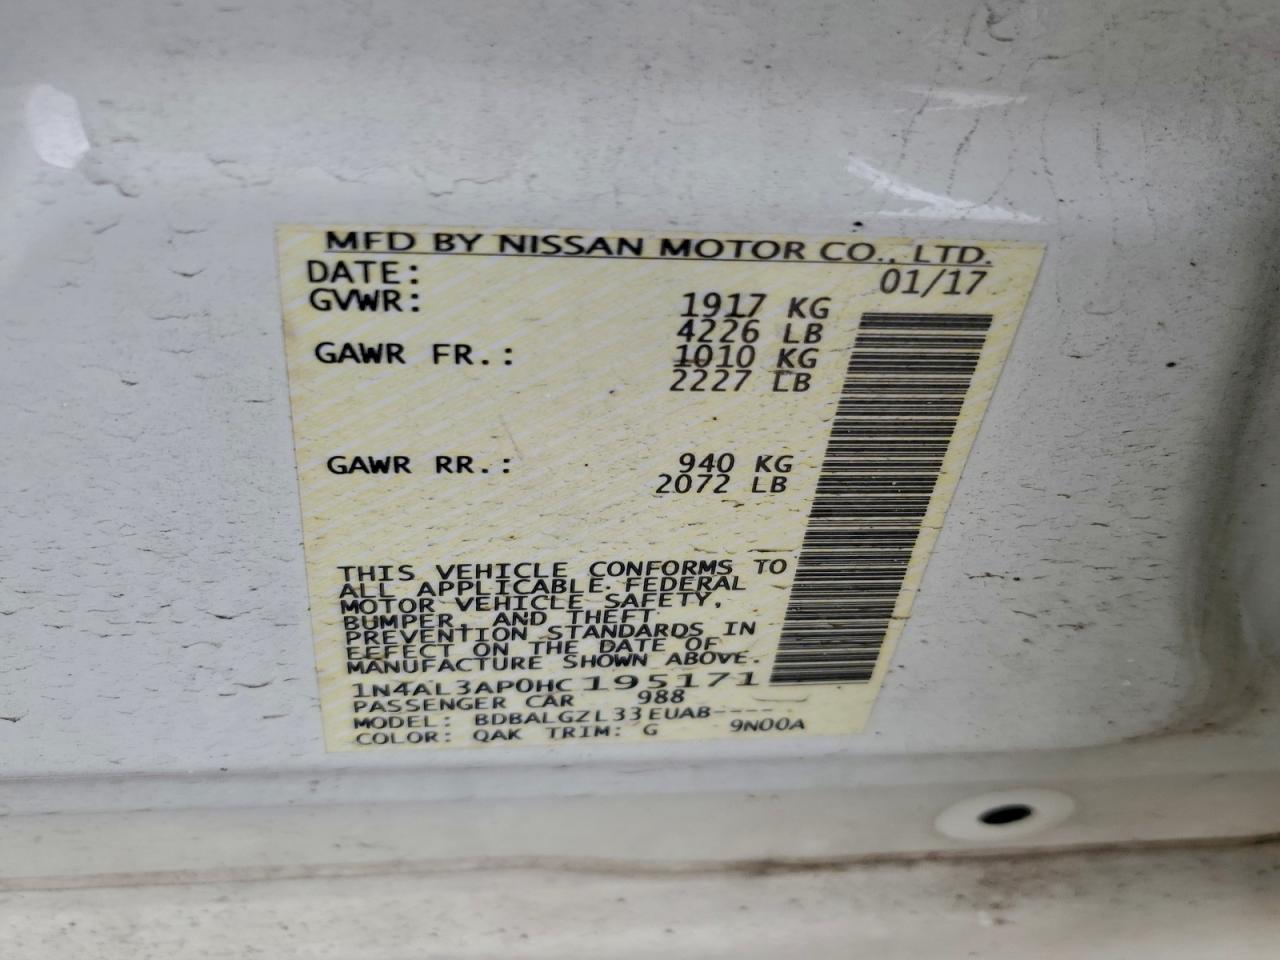 MFD BY NISSAN MOTOR CO., LTD.
DATE: 01/17
GVWR: 1917 KG
4226 LB
GAWR FR.: 1010 KG
2227 LB
GAWR RR.: 940 KG
2072 LB
THIS VEHICLE CONFORMS TO
ALL APPLICABLE FEDERAL
MOTOR VEHICLE SAFETY,
BUMPER, AND THEFT
PREVENTION STANDARDS IN
EFFECT ON THE DATE OF
MANUFACTURE SHOWN ABOVE.
1N4AL3AP0HC195171
PASSENGER CAR 988
MODEL: BDBALGZL33EUAB----
COLOR: QAK TRIM: G 9N00A